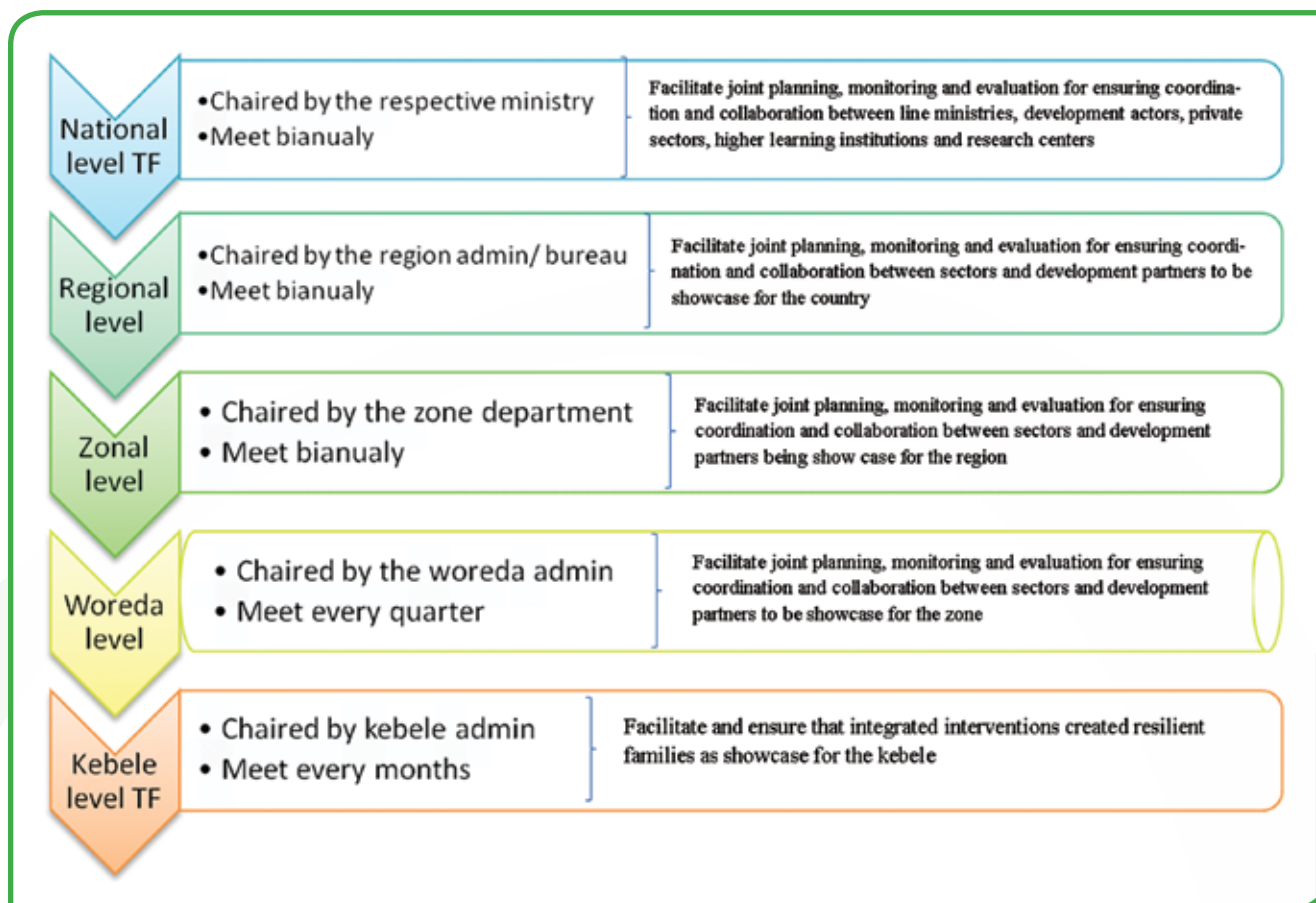 National
level TF
•Chaired by the respective ministry
•Meet bianualy
Facilitate joint planning, monitoring and evaluation for ensuring coordina-
tion and collaboration between line ministries, development actors, private
sectors, higher learning institutions and research centers
Regional
level
•Chaired by the region admin/ bureau
•Meet bianualy
Facilitate joint planning, monitoring and evaluation for ensuring coordi-
nation and collaboration between sectors and development partners to be
showcase for the country
Zonal
level
• Chaired by the zone department
• Meet bianualy
Facilitate joint planning, monitoring and evaluation for ensuring
coordination and collaboration between sectors and development
partners being show case for the region
Woreda
level
• Chaired by the woreda admin
• Meet every quarter
Facilitate joint planning, monitoring and evaluation for ensuring
coordination and collaboration between sectors and development
partners to be showcase for the zone
Kebele
level TF
• Chaired by kebele admin
• Meet every months
Facilitate and ensure that integrated interventions created resilient
families as showcase for the kebele